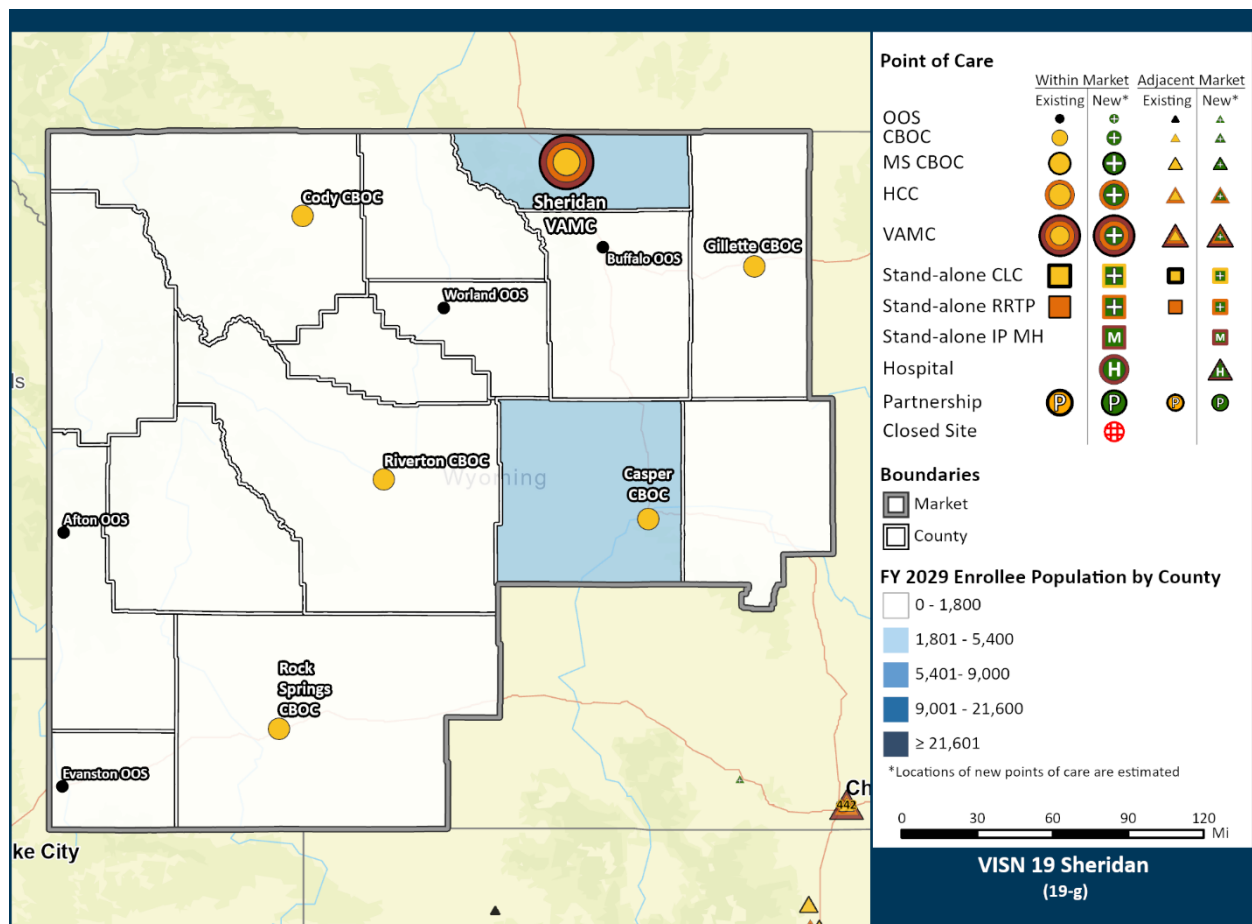 Cody CBOC
Sheridan
VAMC
Buffalo OOS
Gillette CBOC
Worland OOS
Riverton CBOC
Wyoming
Casper
CBOC
Afton OOS
Rock
Springs
CBOC
Evanston OOS
ls
ke City
Ch
442
Point of Care
Within Market Adjacent Market
Existing New* Existing New*
OOS
CBOC
MS CBOC
HCC
VAMC
Stand-alone CLC
Stand-alone RRTP
Stand-alone IP MH M M
Hospital H H
Partnership P P P P
Closed Site
Boundaries
Market
County
FY 2029 Enrollee Population by County
0 - 1,800
1,801 - 5,400
5,401- 9,000
9,001 - 21,600
≥ 21,601
*Locations of new points of care are estimated
0 30 60 90 120
Mi
VISN 19 Sheridan
(19-g)